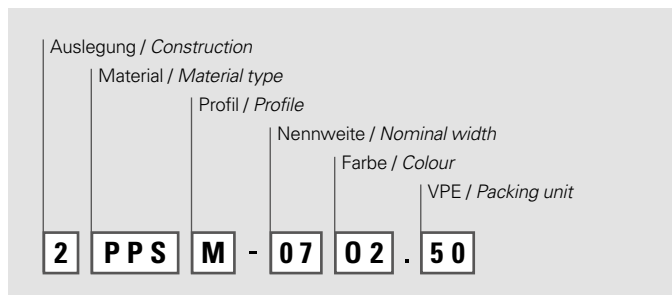 Auslegung / Construction
Material / Material type
Profil / Profile
Nennweite / Nominal width
Farbe / Colour
VPE / Packing unit
2 PPS M - 07 02 . 50